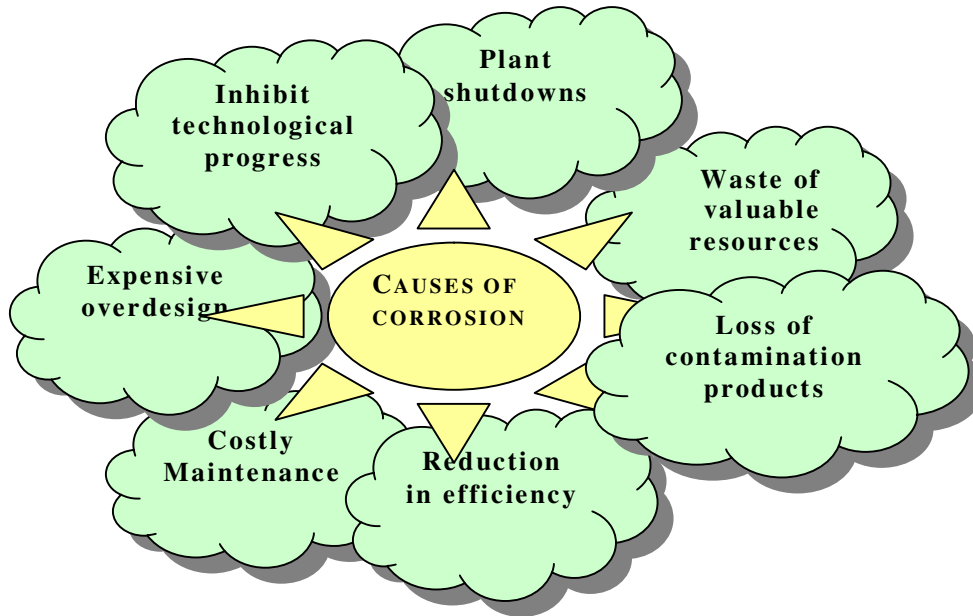 Plant
shutdowns
Inhibit
technological
progress
Waste of
valuable
resources
Expensive
overdesign
CAUSES OF
CORROSION
Loss of
contamination
products
Costly
Maintenance
Reduction
in efficiency